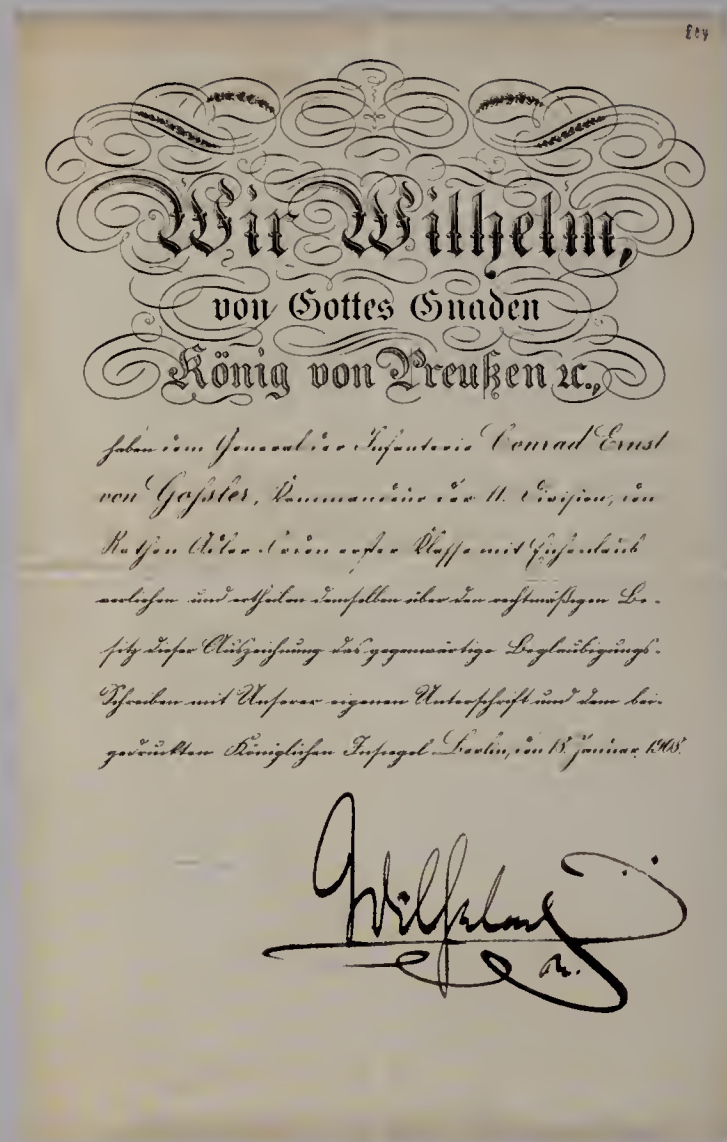 Wir Wilhelm,
von Gottes Gnaden
König von Preußen ꝛc.,
haben dem General der Infanterie Conrad Ernst
von Goßler, Kommandeur der 11. Division, den
Rothen Adler-Orden erster Klasse mit Eichenlaub
verliehen und ertheilen demselben über den rechtmäßigen Be-
sitz dieser Auszeichnung das gegenwärtige Beglaubigungs-
Schreiben mit Unserer eigenen Unterschrift und dem bei-
gedruckten Königlichen Insiegel. Berlin, den 18. Januar 1905.
Wilhelm
R.